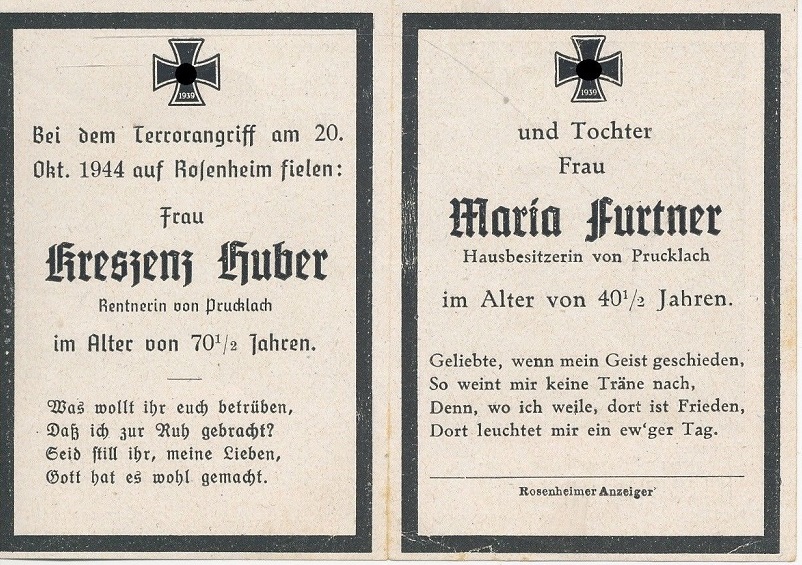 1939
Bei dem Terrorangriff am 20.
Okt. 1944 auf Rosenheim fielen:
Frau
Kreszenz Huber
Rentnerin von Prucklach
im Alter von 70¹/₂ Jahren.
Was wollt ihr euch betrüben,
Daß ich zur Ruh gebracht?
Seid still ihr, meine Lieben,
Gott hat es wohl gemacht.
1939
und Tochter
Frau
Maria Furtner
Hausbesitzerin von Prucklach
im Alter von 40¹/₂ Jahren.
Geliebte, wenn mein Geist geschieden,
So weint mir keine Träne nach,
Denn, wo ich weile, dort ist Frieden,
Dort leuchtet mir ein ew'ger Tag.
Rosenheimer Anzeiger